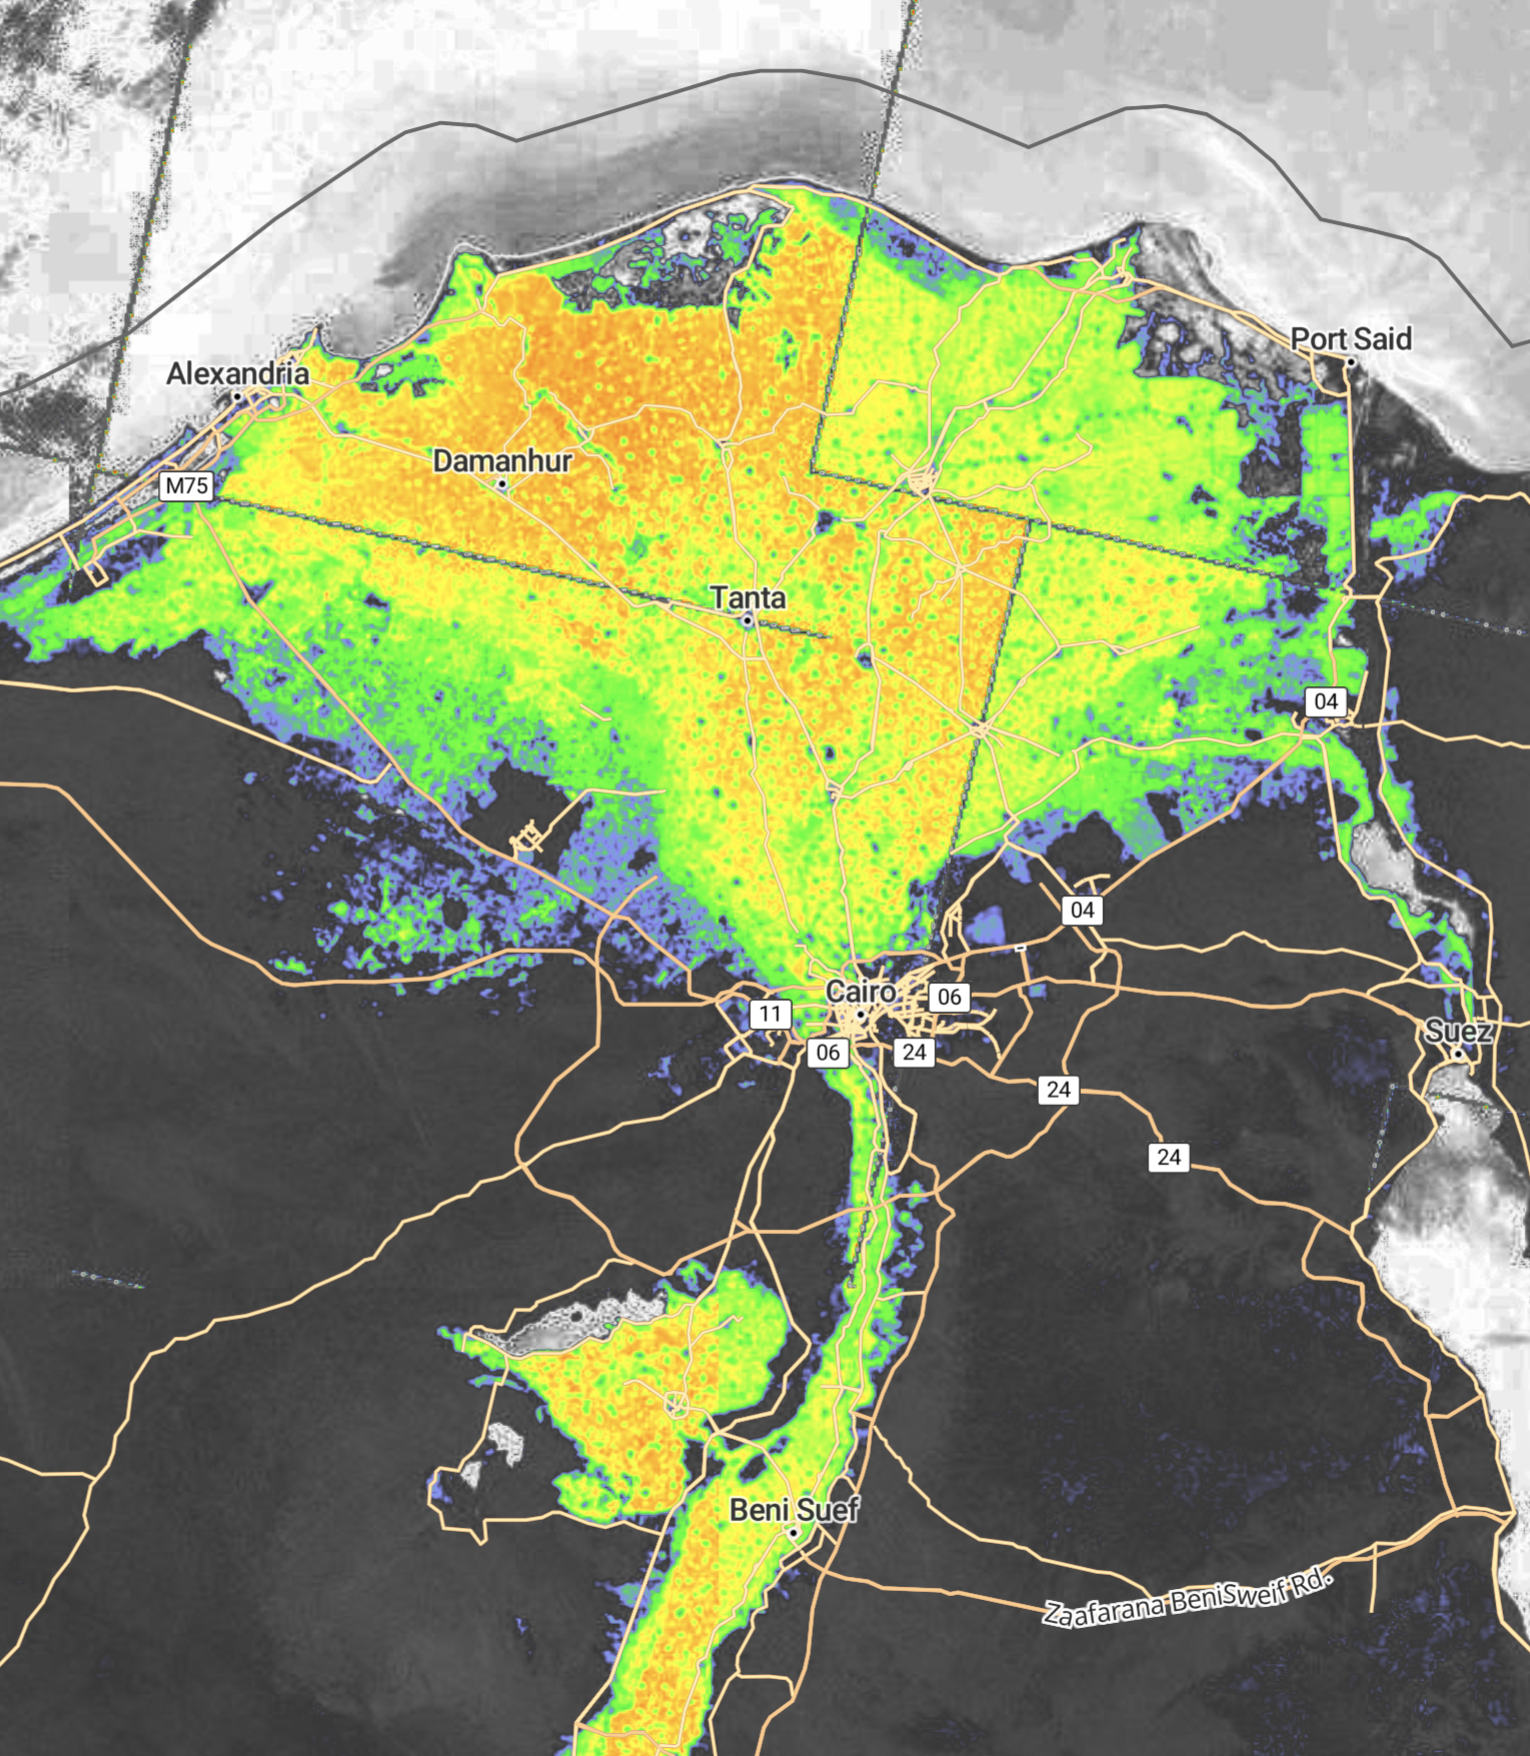 Port Said
Alexandria
Damanhur
M75
Tanta
04
04
Cairo
06
11
Suez
06
24
24
24
Beni Suef
Zaafarana BeniSweif Rd.